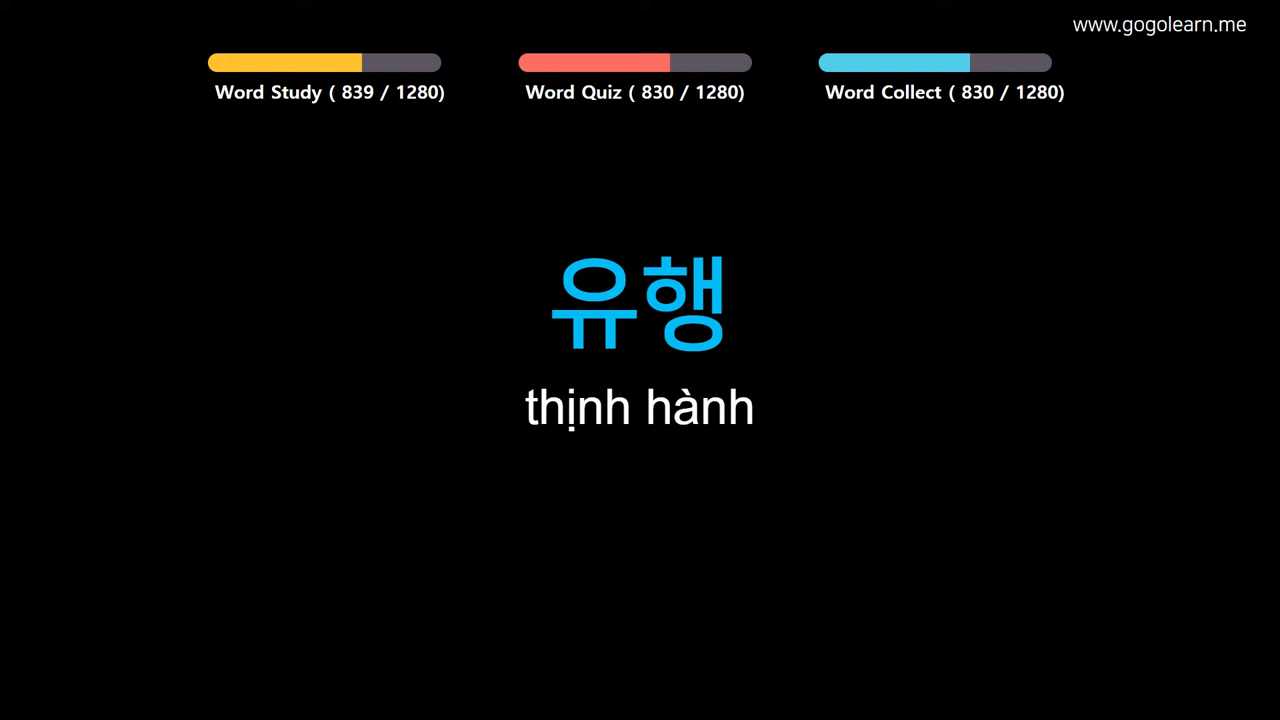 www.gogolearn.me
Word Study ( 839 / 1280)
Word Quiz ( 830 / 1280)
Word Collect ( 830 / 1280)
유행
thịnh hành